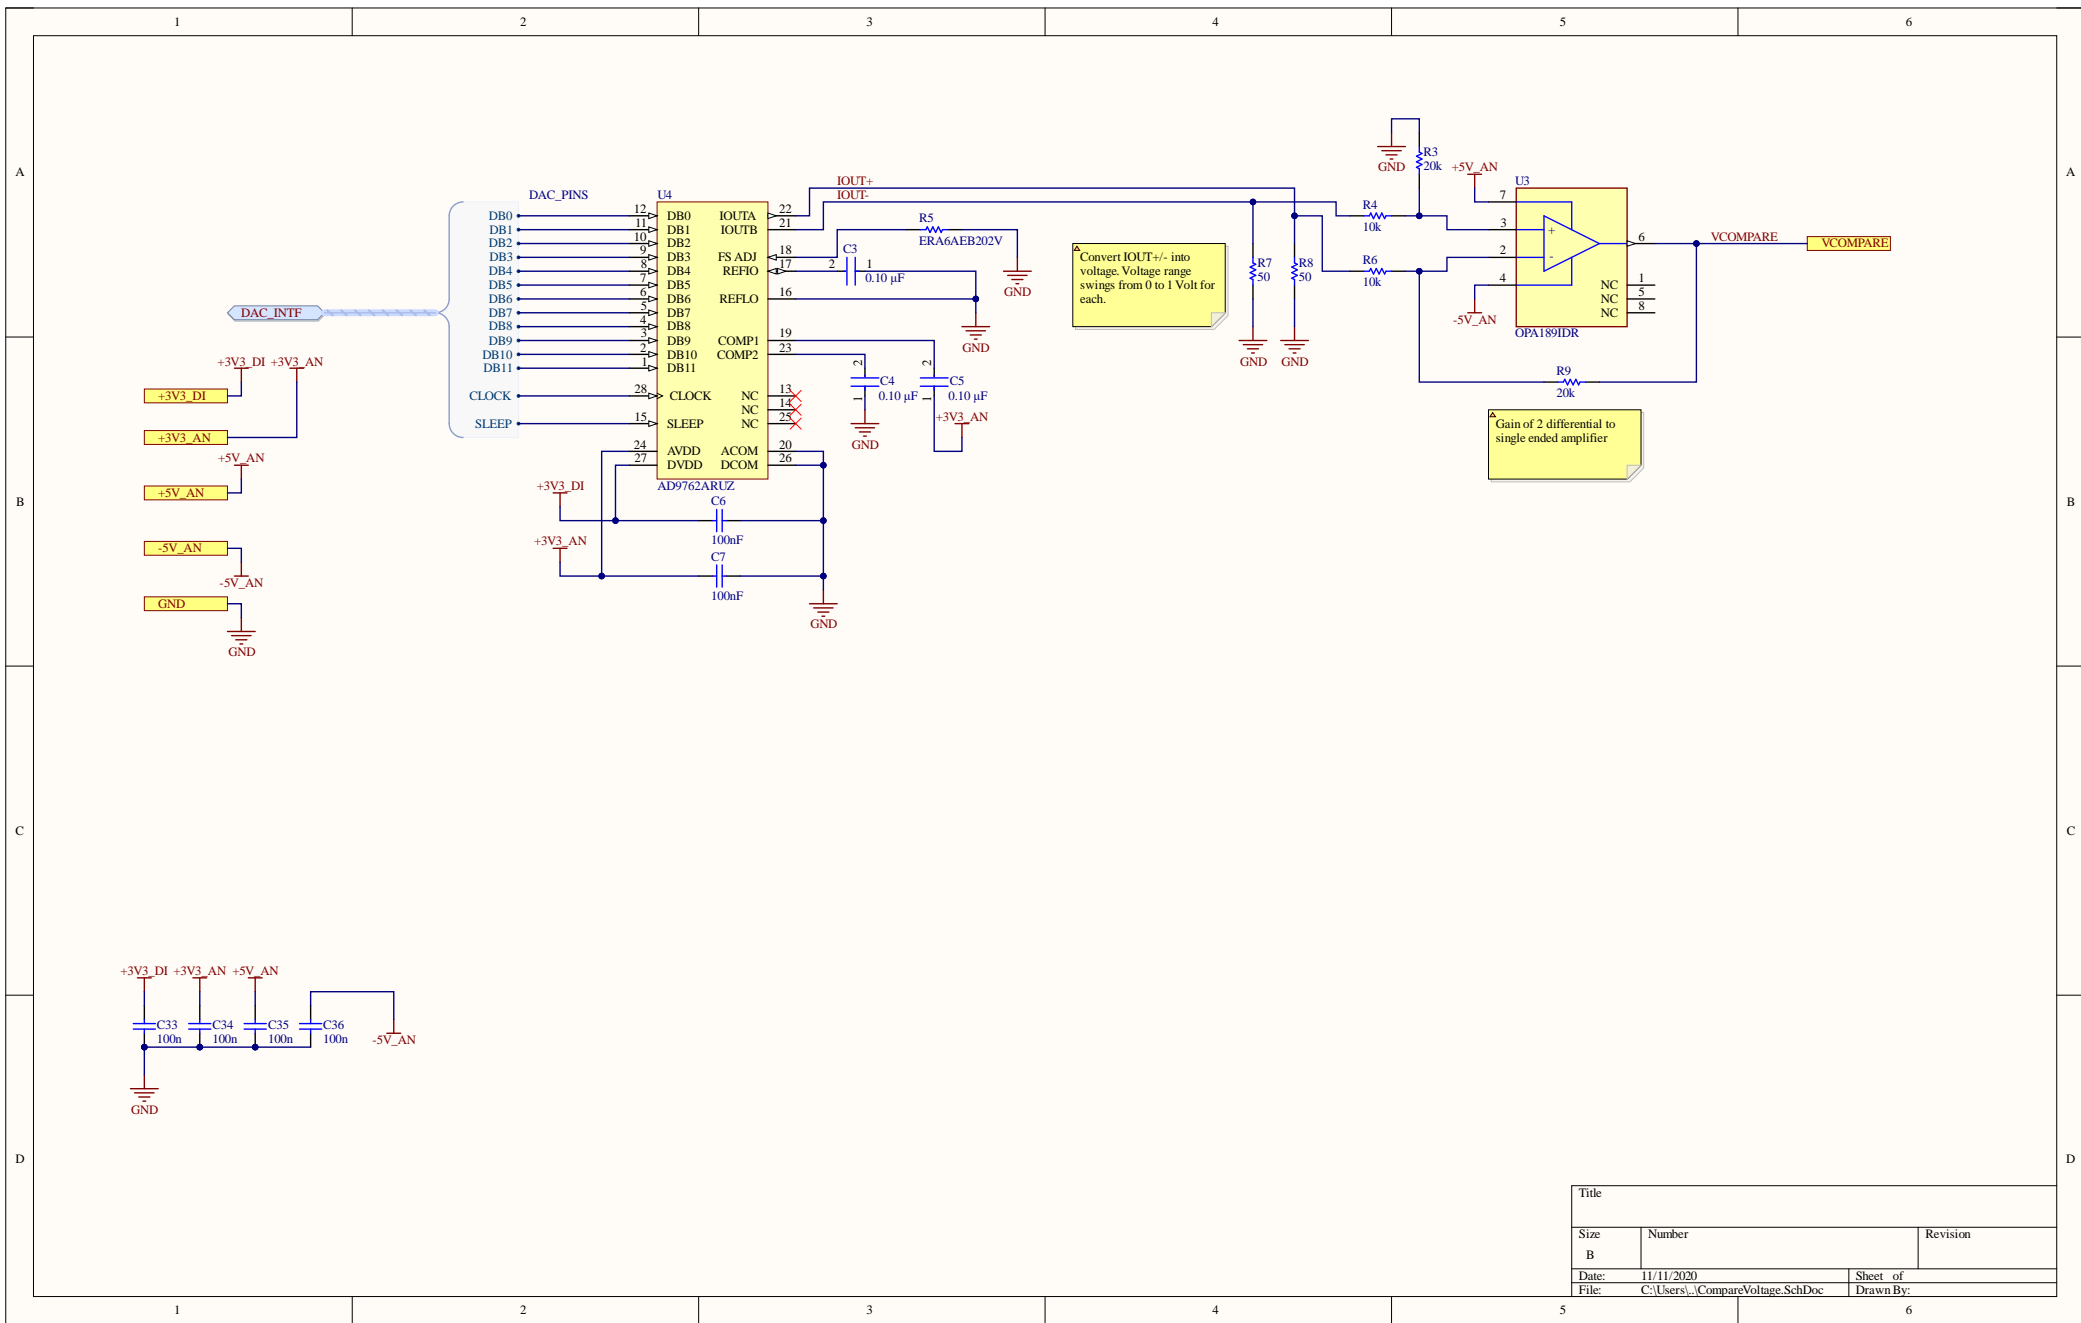 1 2 3 4 5 6
A A
B B
C C
D D
DAC_INTF
DAC_PINS
DB0
DB1
DB2
DB3
DB4
DB5
DB6
DB7
DB8
DB9
DB10
DB11
CLOCK
SLEEP
U4
12 DB0 IOUTA 22
11 DB1 IOUTB 21
10 DB2
9 DB3 FS ADJ 18
8 DB4 REFIO 17
7 DB5
6 DB6 REFLO 16
5 DB7
4 DB8
3 DB9 COMP1 19
2 DB10 COMP2 23
1 DB11
28 CLOCK NC 13
NC 14
15 SLEEP NC 25
24 AVDD ACOM 20
27 DVDD DCOM 26
AD9762ARUZ
IOUT+
IOUT-
R5
ERA6AEB202V
GND
C3
2 1
0.10 µF
GND
2
C4
0.10 µF
1
GND
2
C5
0.10 µF
1
+3V3_AN
+3V3_DI
C6
100nF
+3V3_AN
C7
100nF
GND
Convert IOUT+/- into
voltage. Voltage range
swings from 0 to 1 Volt for
each.
R7
50
GND
R8
50
GND
R4
10k
R6
10k
GND
R3
20k
+5V_AN
-5V_AN
U3
7
3 +
2 -
4
6
NC 1
NC 5
NC 8
OPA189IDR
R9
20k
VCOMPARE
VCOMPARE
Gain of 2 differential to
single ended amplifier
+3V3_DI +3V3_AN
+3V3_DI
+3V3_AN
+5V_AN
+5V_AN
-5V_AN
-5V_AN
GND
GND
+3V3_DI +3V3_AN +5V_AN
C33 C34 C35 C36
100n 100n 100n 100n
-5V_AN
GND
Title
Size Number Revision
B
Date: 11/11/2020 Sheet of
File: C:\Users\..\CompareVoltage.SchDoc Drawn By:
1 2 3 4 5 6